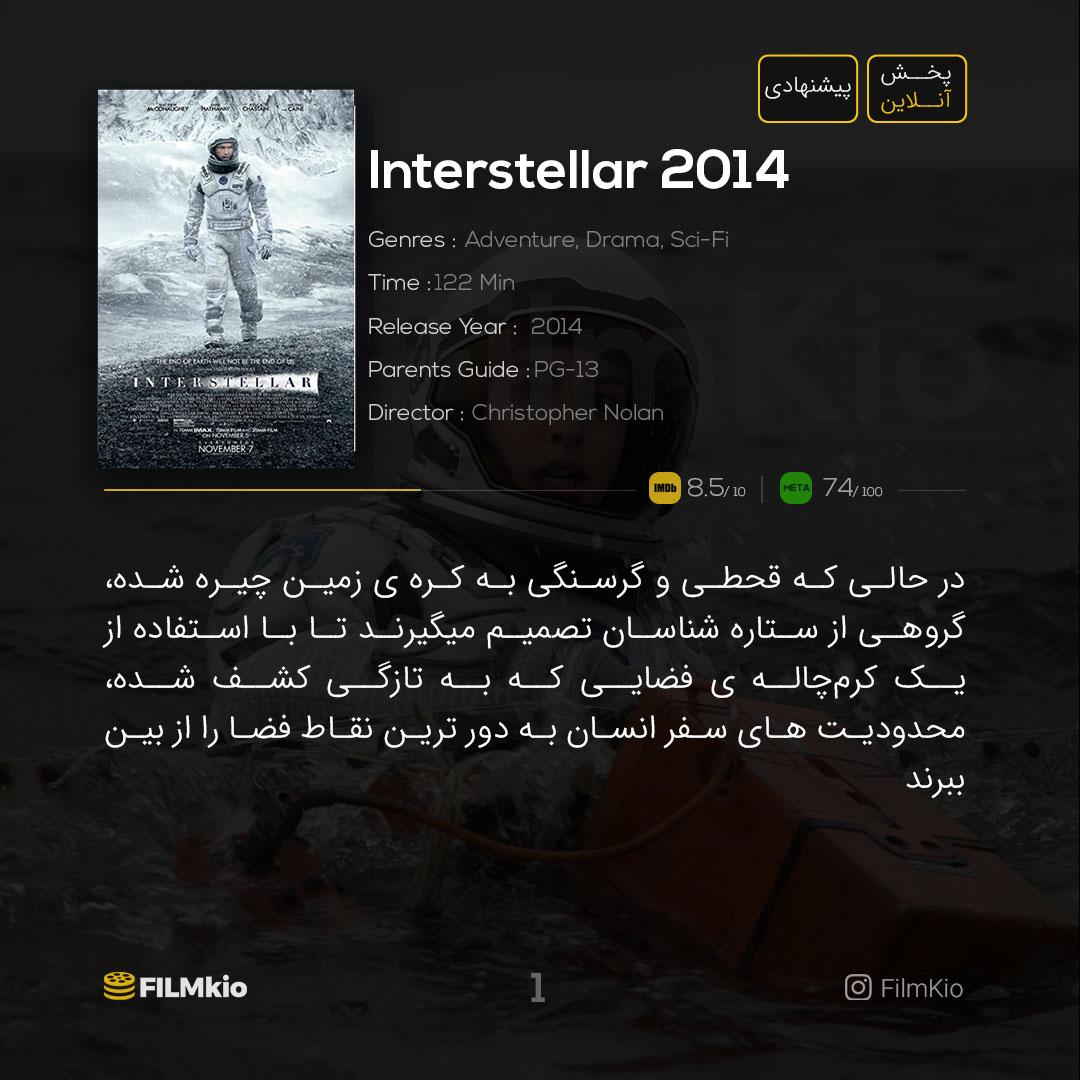 پخش
آنلاین
پیشنهادی
McCONAUGHEY HATHAWAY CHASTAIN CAINE
THE END OF EARTH WILL NOT BE THE END OF US
INTERSTELLAR
ON NOVEMBER 5
NOVEMBER 7
Interstellar 2014
Genres : Adventure, Drama, Sci-Fi
Time : 122 Min
Release Year : 2014
Parents Guide : PG-13
Director : Christopher Nolan
IMDb 8.5/ 10 | META 74/ 100
در حالی که قحطی و گرسنگی به کره ی زمین چیره شده،
گروهی از ستاره شناسان تصمیم میگیرند تا با استفاده از
یک کرم‌چاله ی فضایی که به تازگی کشف شده،
محدودیت های سفر انسان به دور ترین نقاط فضا را از بین
ببرند
FILMkio
1
FilmKio